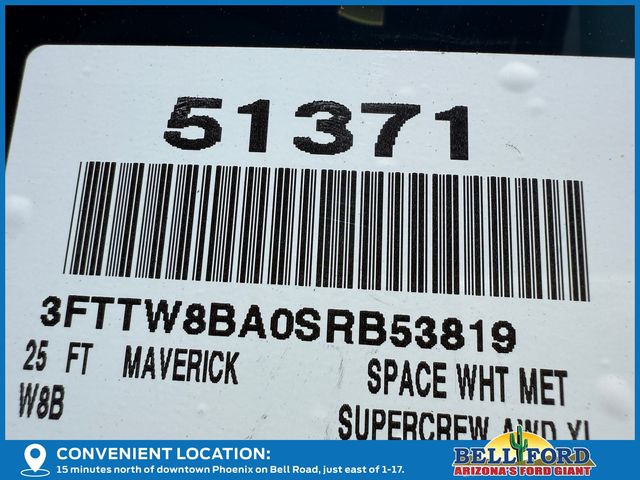 51371
3FTTW8BA0SRB53819
25 FT MAVERICK SPACE WHT MET
W8B SUPERCREW AWD XL
CONVENIENT LOCATION:
15 minutes north of downtown Phoenix on Bell Road, just east of 1-17.
BELL FORD
ARIZONA'S FORD GIANT